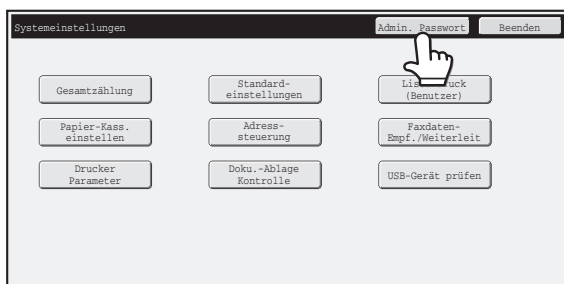 Systemeinstellungen
Admin. Passwort
Beenden
Gesamtzählung
Standard-
einstellungen
(Benutzer)
Papier-Kass.
einstellen
Adress-
steuerung
Faxdaten-
Empf./Weiterleit
Drucker
Parameter
Doku.-Ablage
Kontrolle
USB-Gerät prüfen